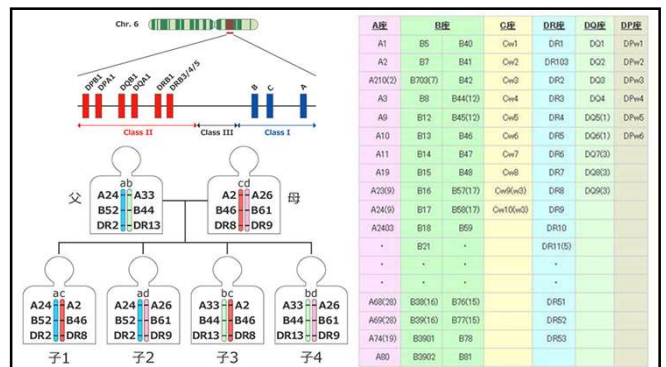 Chr. 6
DPB1
DPA1
DQB1
DQA1
DRB1
DRB3/4/5
B
C
A
Class II
Class III
Class I
父
ab
A24 A33
B52 B44
DR2 DR13
cd
A2 A26
B46 B61
DR8 DR9
母
ac
A24 A2
B52 B46
DR2 DR8
子1
ad
A24 A26
B52 B61
DR2 DR9
子2
bc
A33 A2
B44 B46
DR13 DR8
子3
bd
A33 A26
B44 B61
DR13 DR9
子4
A座 B座 C座 DR座 DQ座 DP座
A1 B5 B40 Cw1 DR1 DQ1 DPw1
A2 B7 B41 Cw2 DR103 DQ2 DPw2
A210(2) B703(7) B42 Cw3 DR2 DQ3 DPw3
A3 B8 B44(12) Cw4 DR3 DQ4 DPw4
A9 B12 B45(12) Cw5 DR4 DQ5(1) DPw5
A10 B13 B46 Cw6 DR5 DQ6(1) DPw6
A11 B14 B47 Cw7 DR6 DQ7(3)
A19 B15 B48 Cw8 DR7 DQ8(3)
A23(9) B16 B57(17) Cw9(w3) DR8 DQ9(3)
A24(9) B17 B58(17) Cw10(w3) DR9
A2403 B18 B59 DR10
・ B21 ・ DR11(5)
・ ・ ・ ・
・ ・ ・ ・
A68(28) B38(16) B76(15) DR51
A69(28) B39(16) B77(15) DR52
A74(19) B3901 B78 DR53
A80 B3902 B81